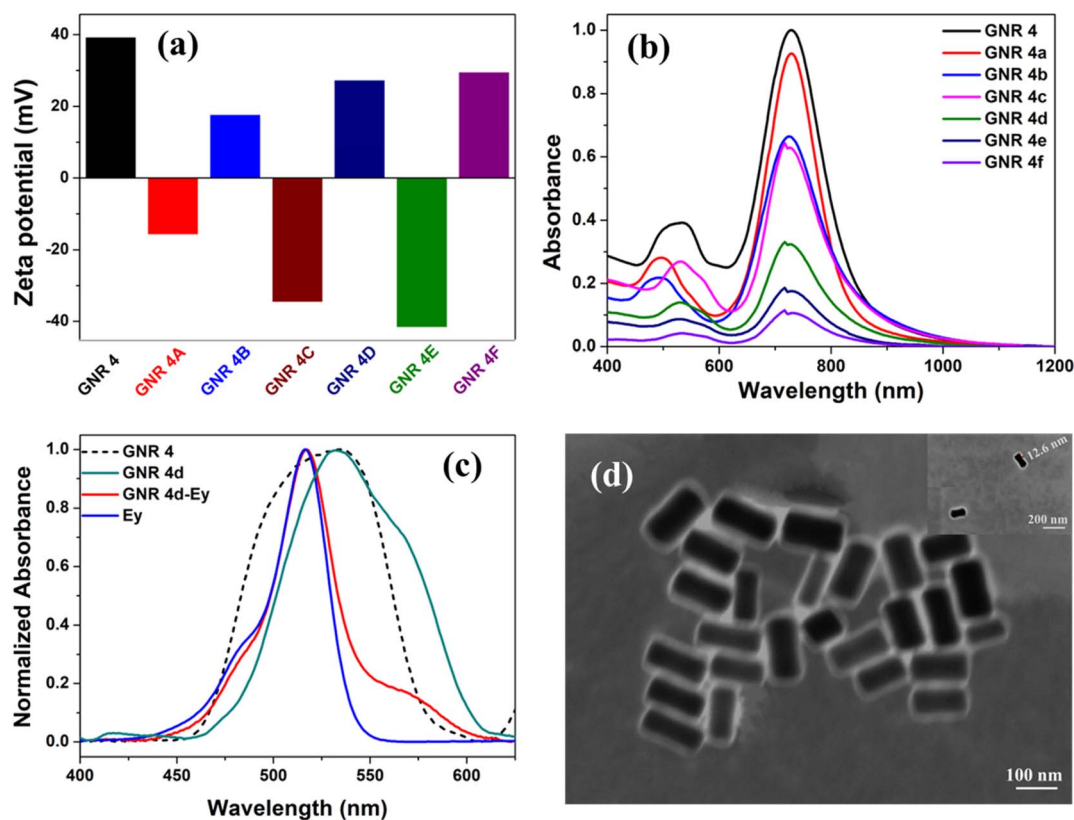 (a)
Zeta potential (mV)
40
20
0
-20
-40
GNR 4
GNR 4A
GNR 4B
GNR 4C
GNR 4D
GNR 4E
GNR 4F
(b)
Absorbance
1.0
0.8
0.6
0.4
0.2
0.0
400 600 800 1000 1200
Wavelength (nm)
GNR 4
GNR 4a
GNR 4b
GNR 4c
GNR 4d
GNR 4e
GNR 4f
(c)
Normalized Absorbance
1.0
0.8
0.6
0.4
0.2
0.0
400 450 500 550 600
Wavelength (nm)
GNR 4
GNR 4d
GNR 4d-Ey
Ey
(d)
12.6 nm
200 nm
100 nm